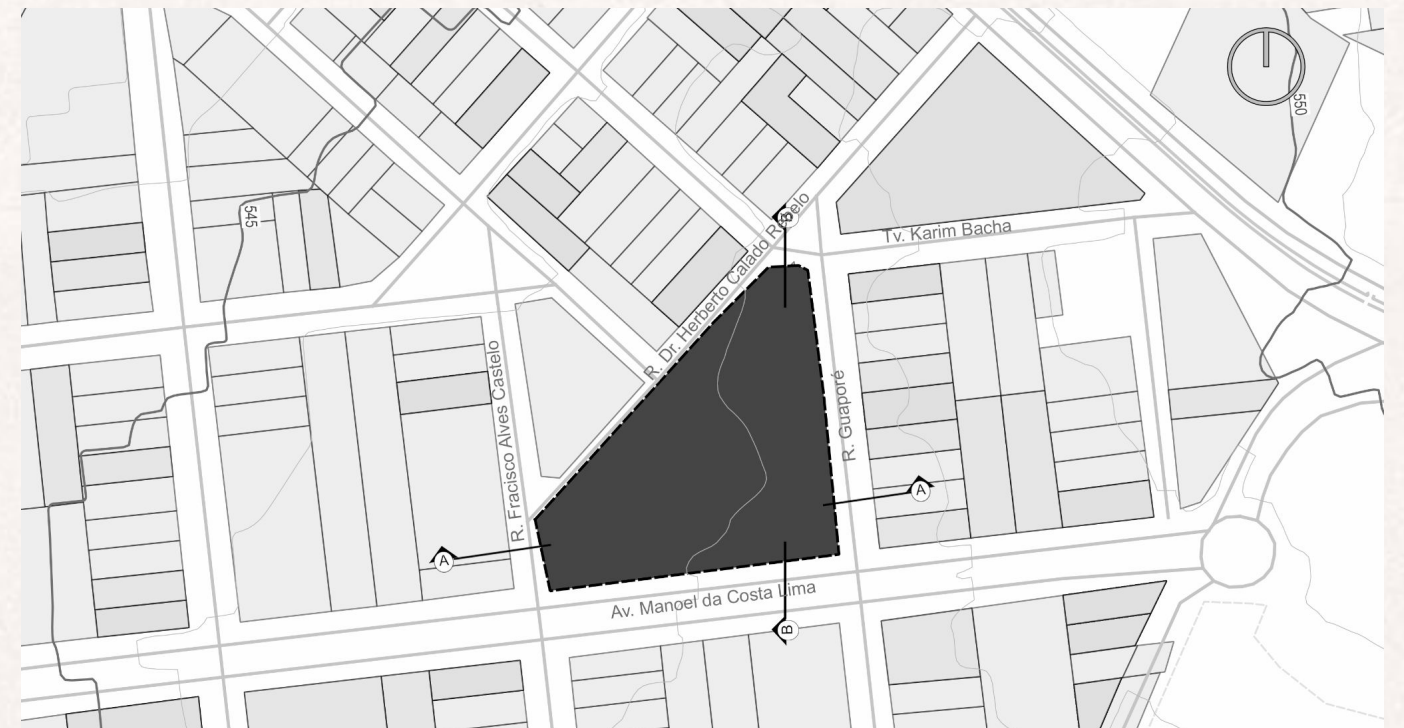 550
545
B
R. Dr. Herberto Calado Rebelo
Tv. Karim Bacha
R. Fracisco Alves Castelo
R. Guaporé
A
A
Av. Manoel da Costa Lima
B